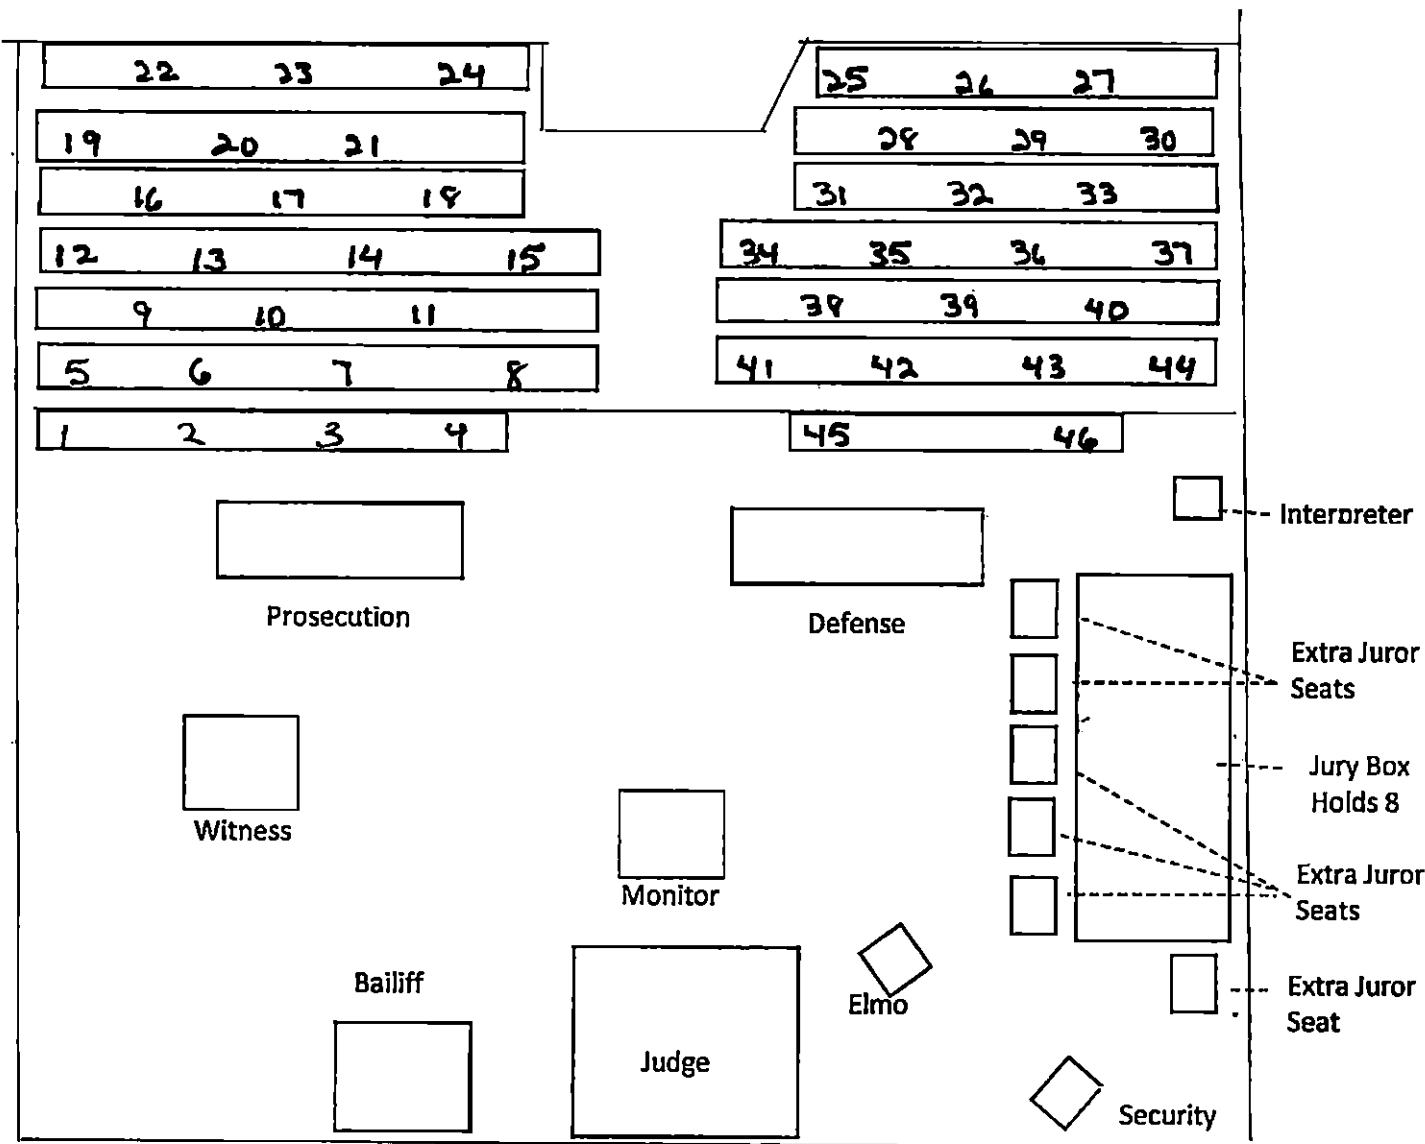 22 23 24 25 26 27
19 20 21 28 29 30
16 17 18 31 32 33
12 13 14 15 34 35 36 37
9 10 11 38 39 40
5 6 7 8 41 42 43 44
1 2 3 4 45 46
Interpreter
Prosecution
Defense
Extra Juror
Seats
Witness
Jury Box
Holds 8
Monitor
Extra Juror
Seats
Bailiff
Elmo
Extra Juror
Seat
Judge
Security